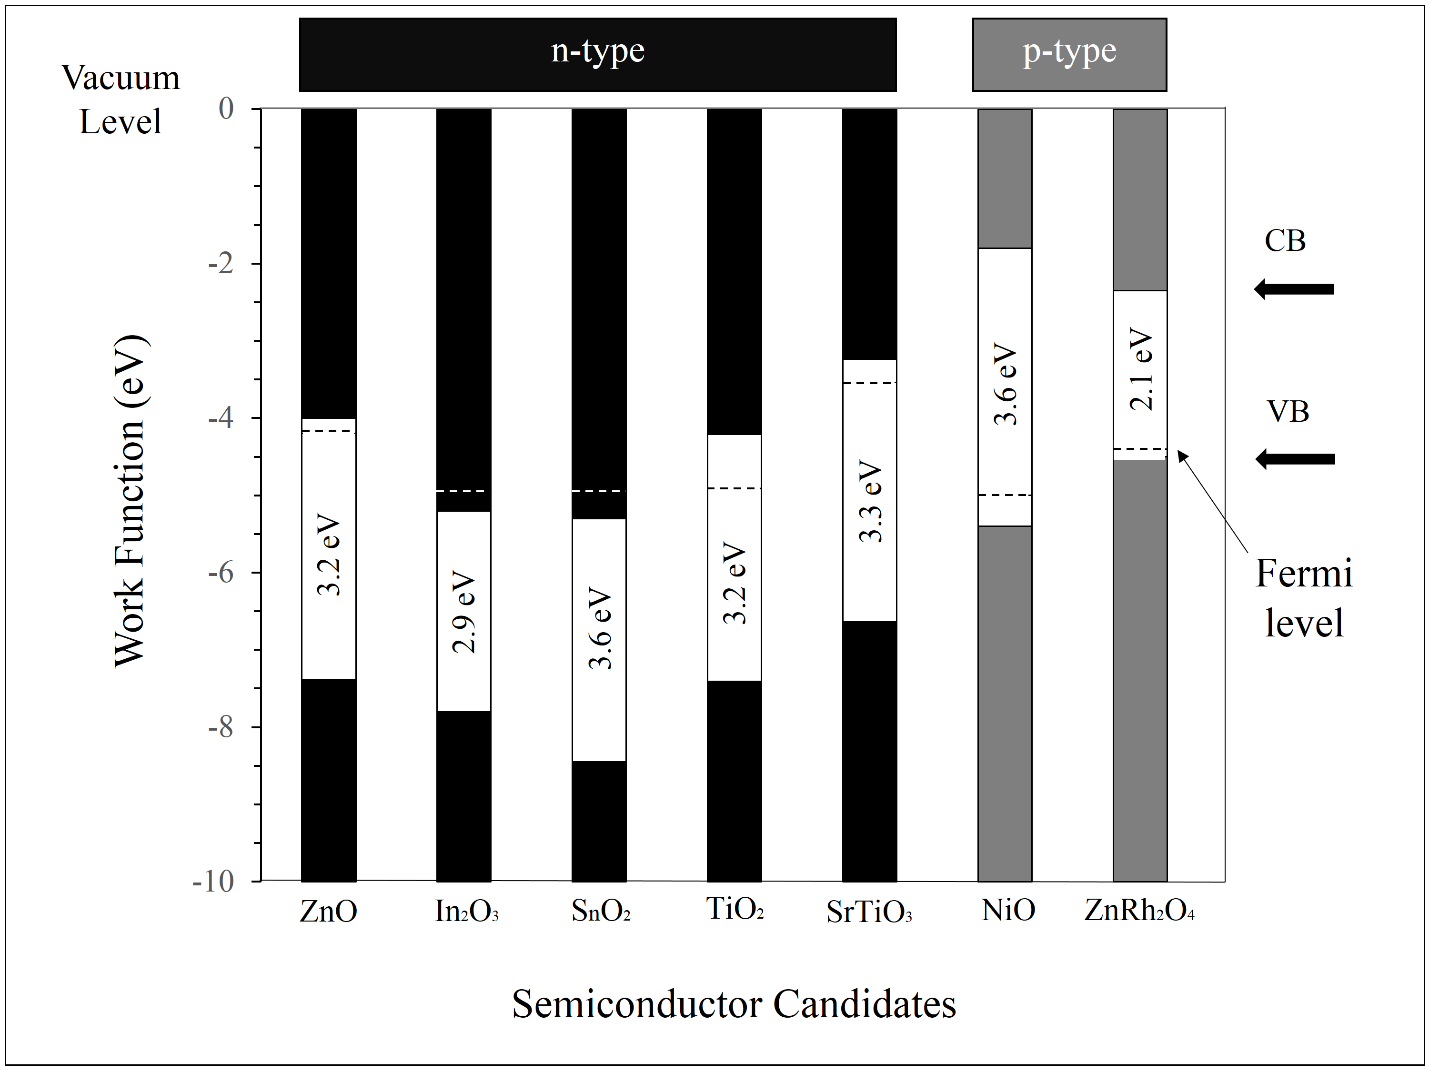 n-type
p-type
Vacuum
Level
0
-2
-4
-6
-8
-10
Work Function (eV)
3.2 eV
2.9 eV
3.6 eV
3.2 eV
3.3 eV
3.6 eV
2.1 eV
CB
VB
Fermi
level
ZnO
In₂O₃
SnO₂
TiO₂
SrTiO₃
NiO
ZnRh₂O₄
Semiconductor Candidates